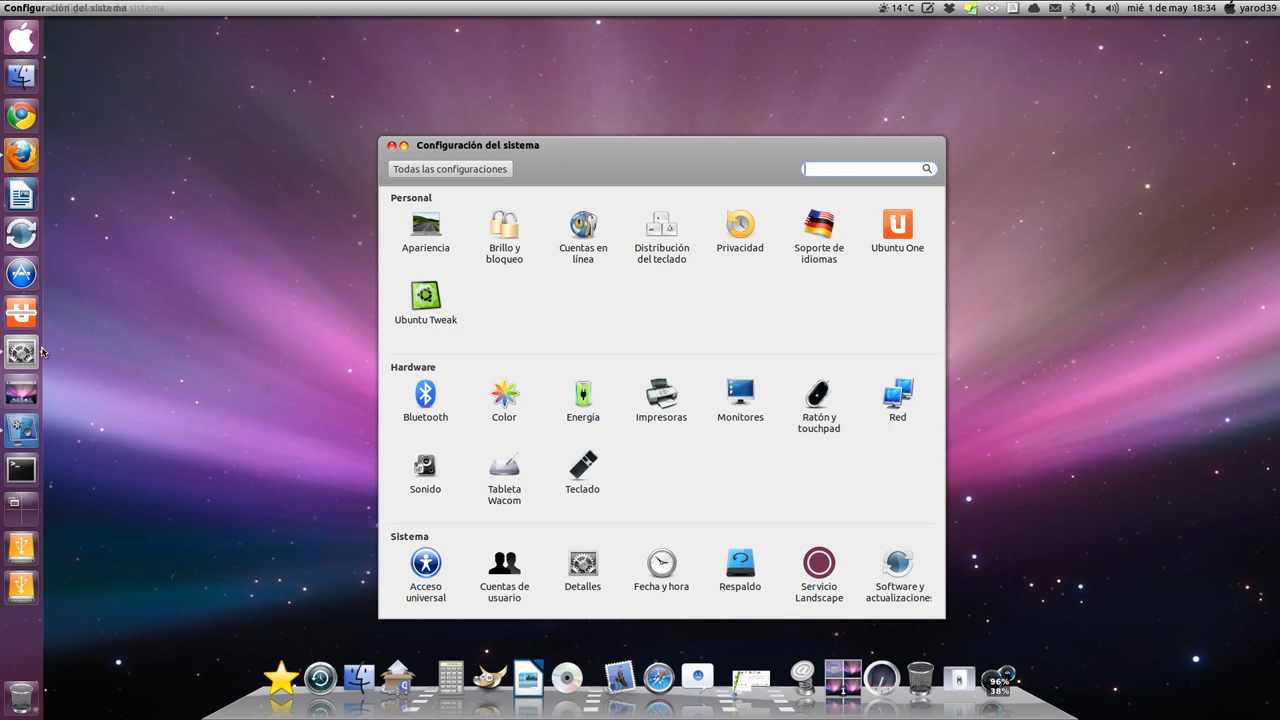 Configuración del sistema
14 °C
mié 1 de may 18:34
yarod39
Configuración del sistema
Todas las configuraciones
Personal
Apariencia
Brillo y
bloqueo
Cuentas en
línea
Distribución
del teclado
Privacidad
Soporte de
idiomas
Ubuntu One
Ubuntu Tweak
Hardware
Bluetooth
Color
Energía
Impresoras
Monitores
Ratón y
touchpad
Red
Sonido
Tableta
Wacom
Teclado
Sistema
Acceso
universal
Cuentas de
usuario
Detalles
Fecha y hora
Respaldo
Servicio
Landscape
Software y
actualizacione
1
96%
38%